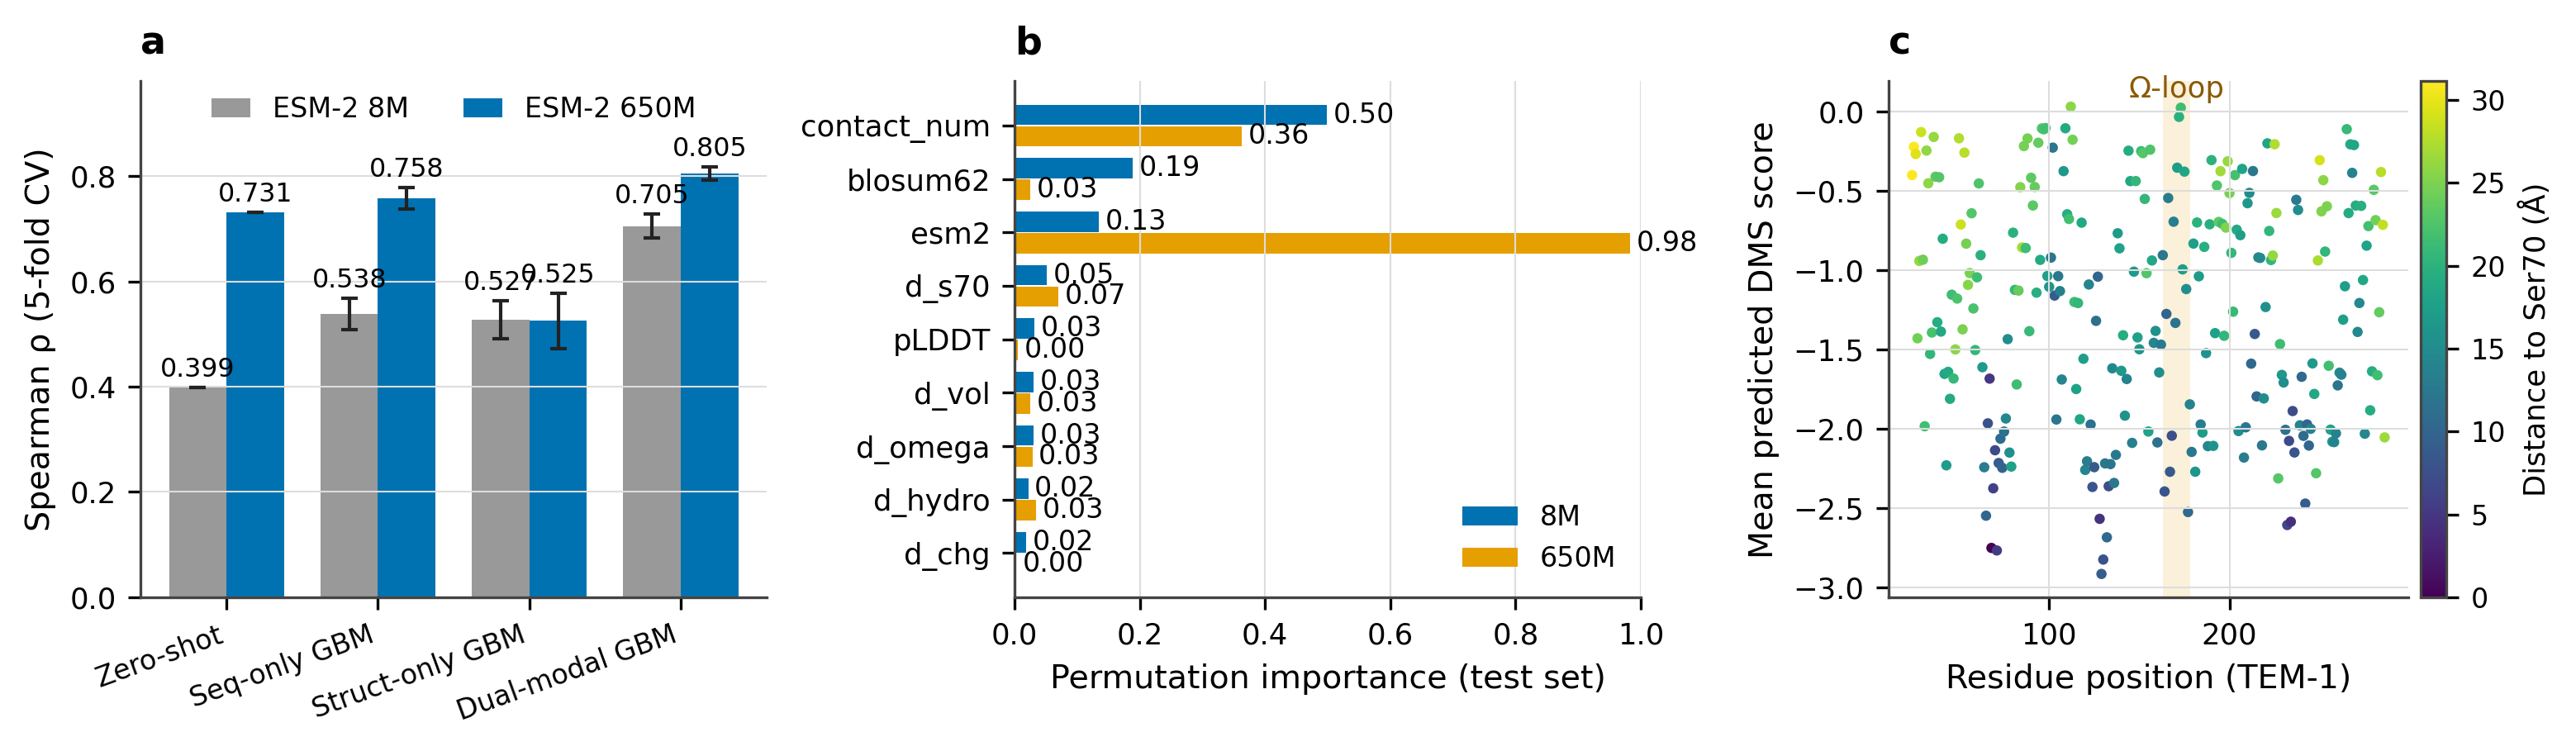 a
Spearman ρ (5-fold CV)
0.0
0.2
0.4
0.6
0.8
ESM-2 8M
ESM-2 650M
0.399
0.731
0.538
0.758
0.527
0.525
0.705
0.805
Zero-shot
Seq-only GBM
Struct-only GBM
Dual-modal GBM
b
contact_num
0.50
0.36
blosum62
0.19
0.03
esm2
0.13
0.98
d_s70
0.05
0.07
pLDDT
0.03
0.00
d_vol
0.03
0.03
d_omega
0.03
0.03
d_hydro
0.02
0.03
d_chg
0.02
0.00
8M
650M
0.0 0.2 0.4 0.6 0.8 1.0
Permutation importance (test set)
c
Ω-loop
Mean predicted DMS score
0.0
−0.5
−1.0
−1.5
−2.0
−2.5
−3.0
100 200
Residue position (TEM-1)
30
25
20
15
10
5
0
Distance to Ser70 (Å)